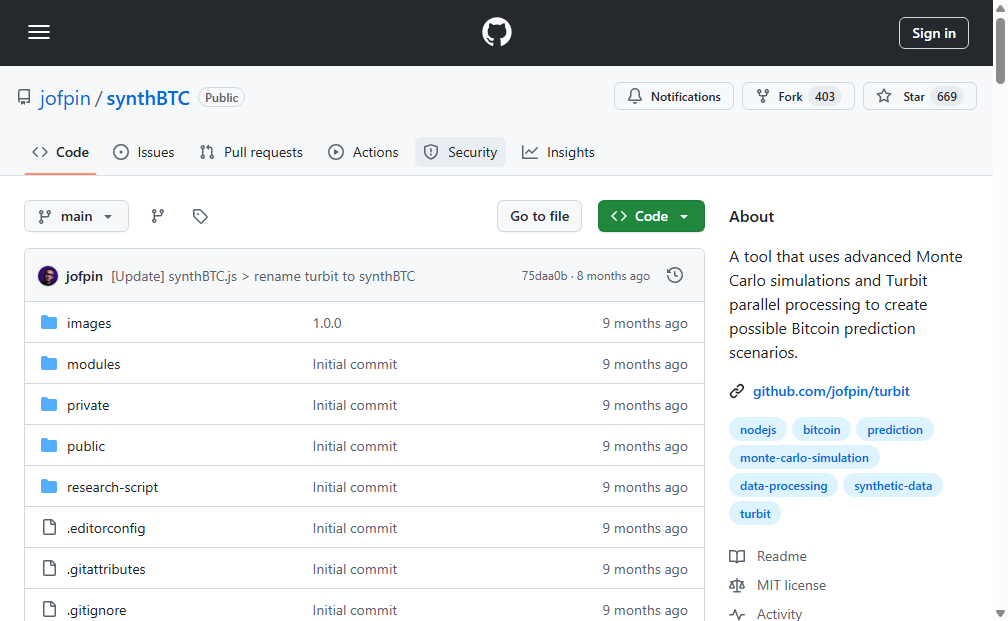 Sign in
jofpin / synthBTC Public
Notifications Fork 403 Star 669
Code Issues Pull requests Actions Security Insights
main Go to file Code
jofpin [Update] synthBTC.js > rename turbit to synthBTC 75daa0b · 8 months ago
images 1.0.0 9 months ago
modules Initial commit 9 months ago
private Initial commit 9 months ago
public Initial commit 9 months ago
research-script Initial commit 9 months ago
.editorconfig Initial commit 9 months ago
.gitattributes Initial commit 9 months ago
.gitignore Initial commit 9 months ago
About
A tool that uses advanced Monte
Carlo simulations and Turbit
parallel processing to create
possible Bitcoin prediction
scenarios.
github.com/jofpin/turbit
nodejs bitcoin prediction
monte-carlo-simulation
data-processing synthetic-data
turbit
Readme
MIT license
Activity